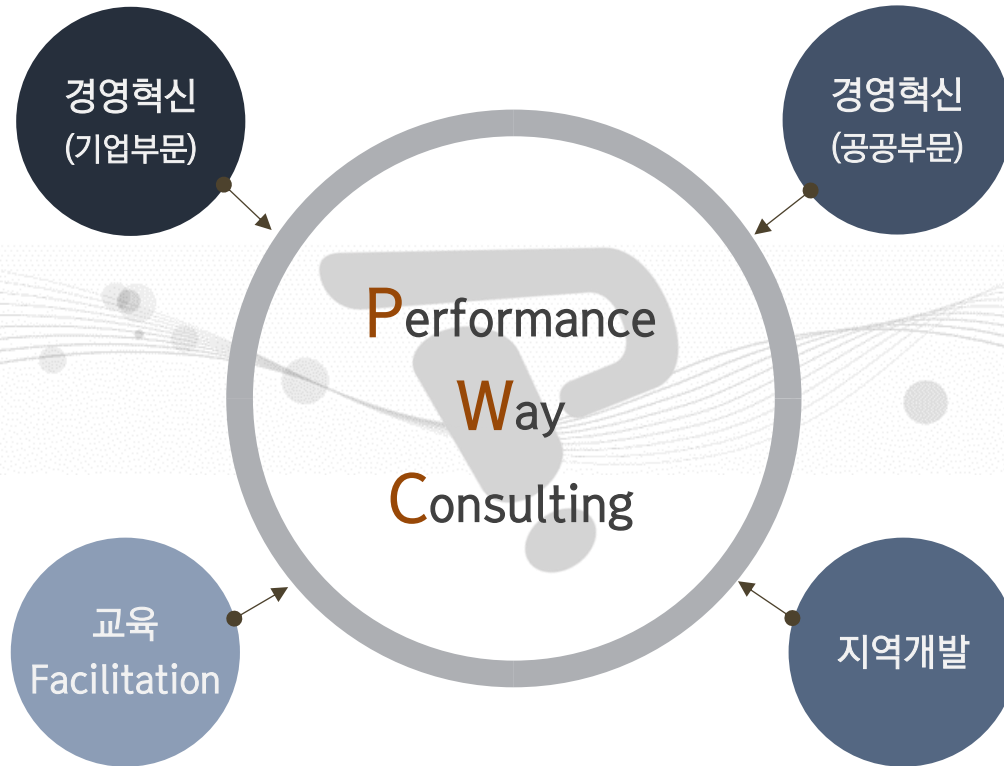 경영혁신
(기업부문)
경영혁신
(공공부문)
Performance
Way
Consulting
교육
Facilitation
지역개발